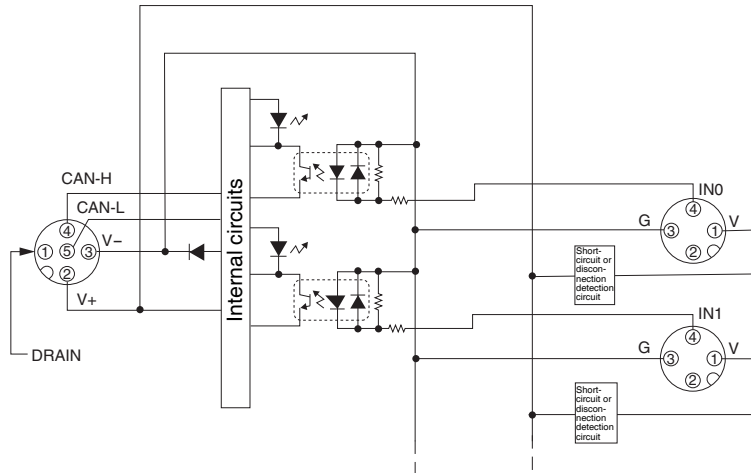 CAN-H
CAN-L
4
1
5
3
2
V−
V+
DRAIN
Internal circuits
IN0
4
G
3
1
V
2
Short-
circuit or
discon-
nection
detection
circuit
IN1
4
G
3
1
V
2
Short-
circuit or
discon-
nection
detection
circuit